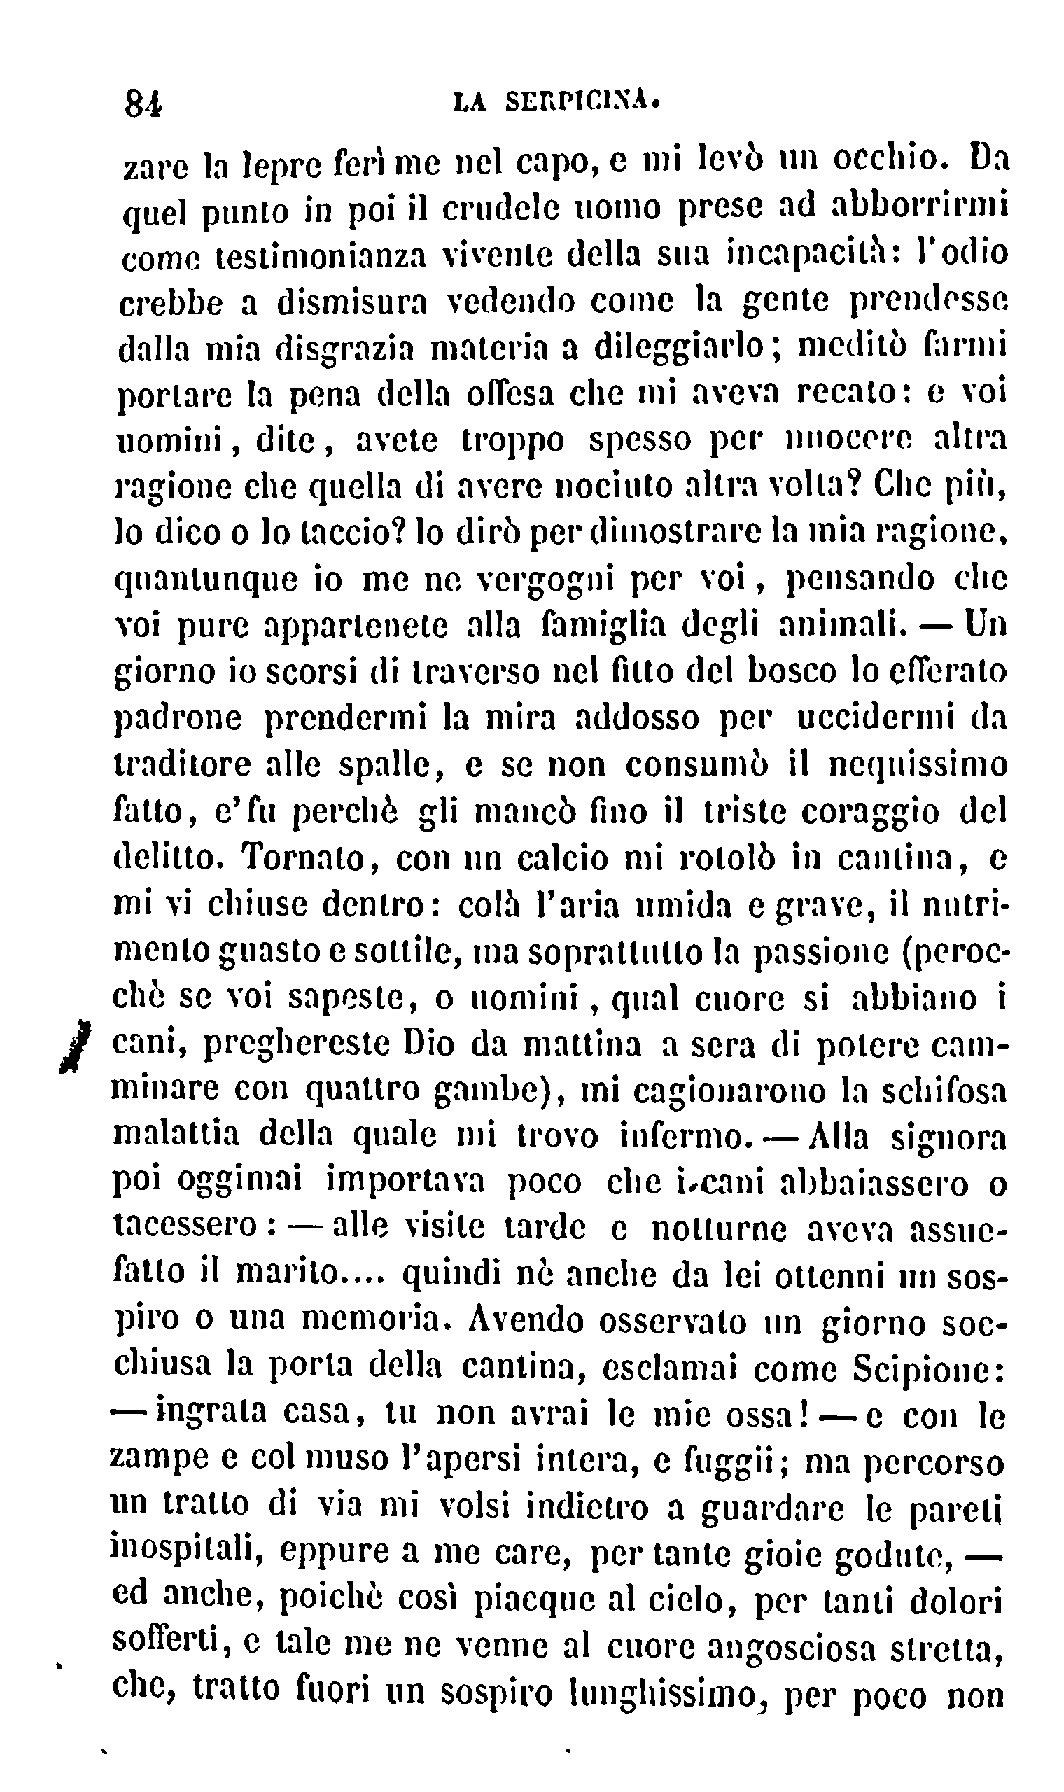 84 LA SERPICINA.
zare la lepre ferì me nel capo, e mi levò un occhio. Da
quel punto in poi il crudele uomo prese ad abborrirmi
come testimonianza vivente della sua incapacità: l'odio
crebbe a dismisura vedendo come la gente prendesse
dalla mia disgrazia materia a dileggiarlo; meditò farmi
portare la pena della offesa che mi aveva recato: e voi
uomini, dite, avete troppo spesso per nuocere altra
ragione che quella di avere nociuto altra volta? Che più,
lo dico o lo taccio? lo dirò per dimostrare la mia ragione,
quantunque io me ne vergogni per voi, pensando che
voi pure appartenete alla famiglia degli animali. — Un
giorno io scorsi di traverso nel fitto del bosco lo efferato
padrone prendermi la mira addosso per uccidermi da
traditore alle spalle, e se non consumò il nequissimo
fatto, e' fu perchè gli mancò fino il triste coraggio del
delitto. Tornato, con un calcio mi rotolò in cantina, e
mi vi chiuse dentro: colà l'aria umida e grave, il nutri-
mento guasto e sottile, ma soprattutto la passione (peroc-
chè se voi sapeste, o uomini, qual cuore si abbiano i
cani, preghereste Dio da mattina a sera di potere cam-
minare con quattro gambe), mi cagionarono la schifosa
malattia della quale mi trovo infermo. — Alla signora
poi oggimai importava poco che i cani abbaiassero o
tacessero: — alle visite tarde e notturne aveva assue-
fatto il marito.... quindi nè anche da lei ottenni un sos-
piro o una memoria. Avendo osservato un giorno soc-
chiusa la porta della cantina, esclamai come Scipione:
— ingrata casa, tu non avrai le mie ossa! — e con le
zampe e col muso l'apersi intera, e fuggii; ma percorso
un tratto di via mi volsi indietro a guardare le pareti
inospitali, eppure a me care, per tante gioie godute, —
ed anche, poichè così piacque al cielo, per tanti dolori
sofferti, e tale me ne venne al cuore angosciosa stretta,
che, tratto fuori un sospiro lunghissimo, per poco non